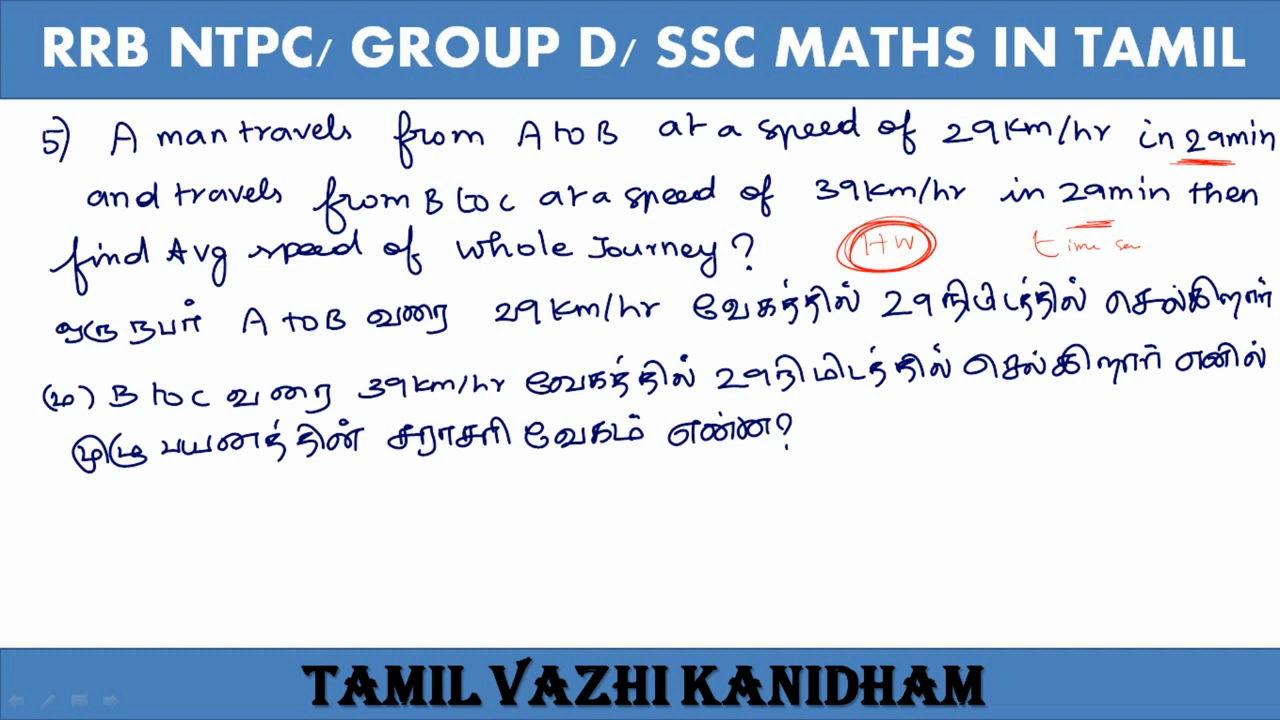 RRB NTPC/ GROUP D/ SSC MATHS IN TAMIL
5) A man travels from A to B at a speed of 29km/hr in 29min
and travels from B to C at a speed of 39km/hr in 29min then
find Avg speed of whole Journey? HW time sa
ஒரு நபர் A to B வரை 29km/hr வேகத்தில் 29நிமிடத்தில் செல்கிறார்
(ம) B to C வரை 39km/hr வேகத்தில் 29நிமிடத்தில் செல்கிறார் எனில்
முழு பயணத்தின் சராசரி வேகம் என்ன?
TAMIL VAZHI KANIDHAM